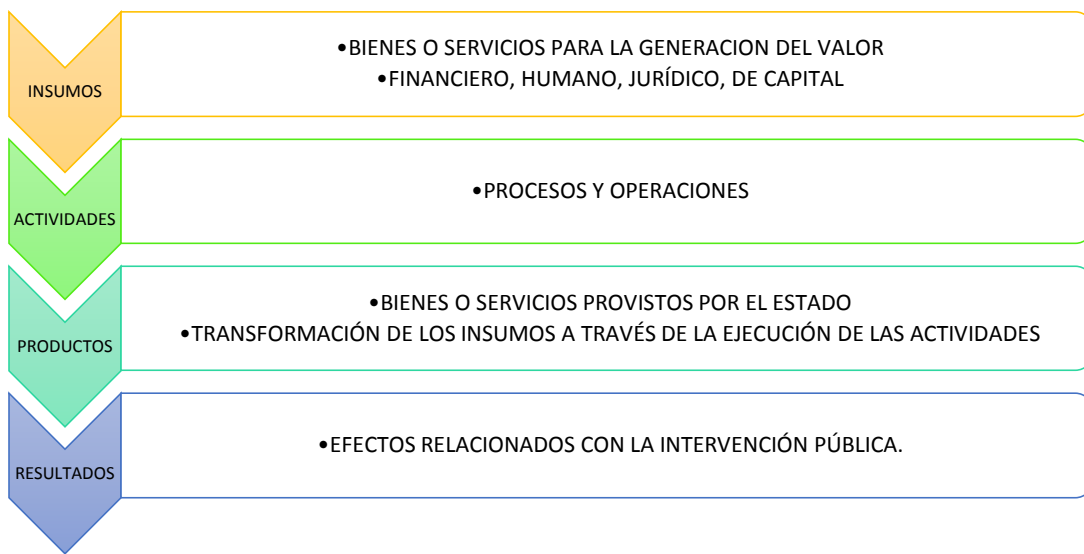 INSUMOS
•BIENES O SERVICIOS PARA LA GENERACION DEL VALOR
•FINANCIERO, HUMANO, JURÍDICO, DE CAPITAL
ACTIVIDADES
•PROCESOS Y OPERACIONES
PRODUCTOS
•BIENES O SERVICIOS PROVISTOS POR EL ESTADO
•TRANSFORMACIÓN DE LOS INSUMOS A TRAVÉS DE LA EJECUCIÓN DE LAS ACTIVIDADES
RESULTADOS
•EFECTOS RELACIONADOS CON LA INTERVENCIÓN PÚBLICA.